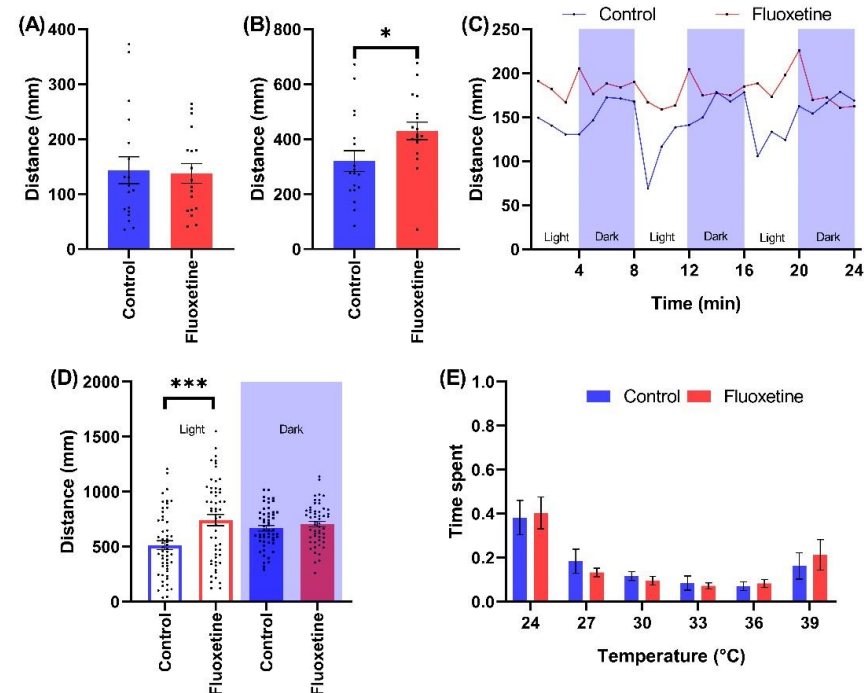 (A)
Distance (mm)
400
300
200
100
0
Control
Fluoxetine
(B)
Distance (mm)
800
600
400
200
0
*
Control
Fluoxetine
(C)
Control
Fluoxetine
Distance (mm)
250
200
150
100
50
0
Light Dark Light Dark Light Dark
4 8 12 16 20 24
Time (min)
(D)
Distance (mm)
2000
1500
1000
500
0
***
Light Dark
Control
Fluoxetine
Control
Fluoxetine
(E)
Control Fluoxetine
Time spent
1.0
0.8
0.6
0.4
0.2
0.0
24 27 30 33 36 39
Temperature (°C)